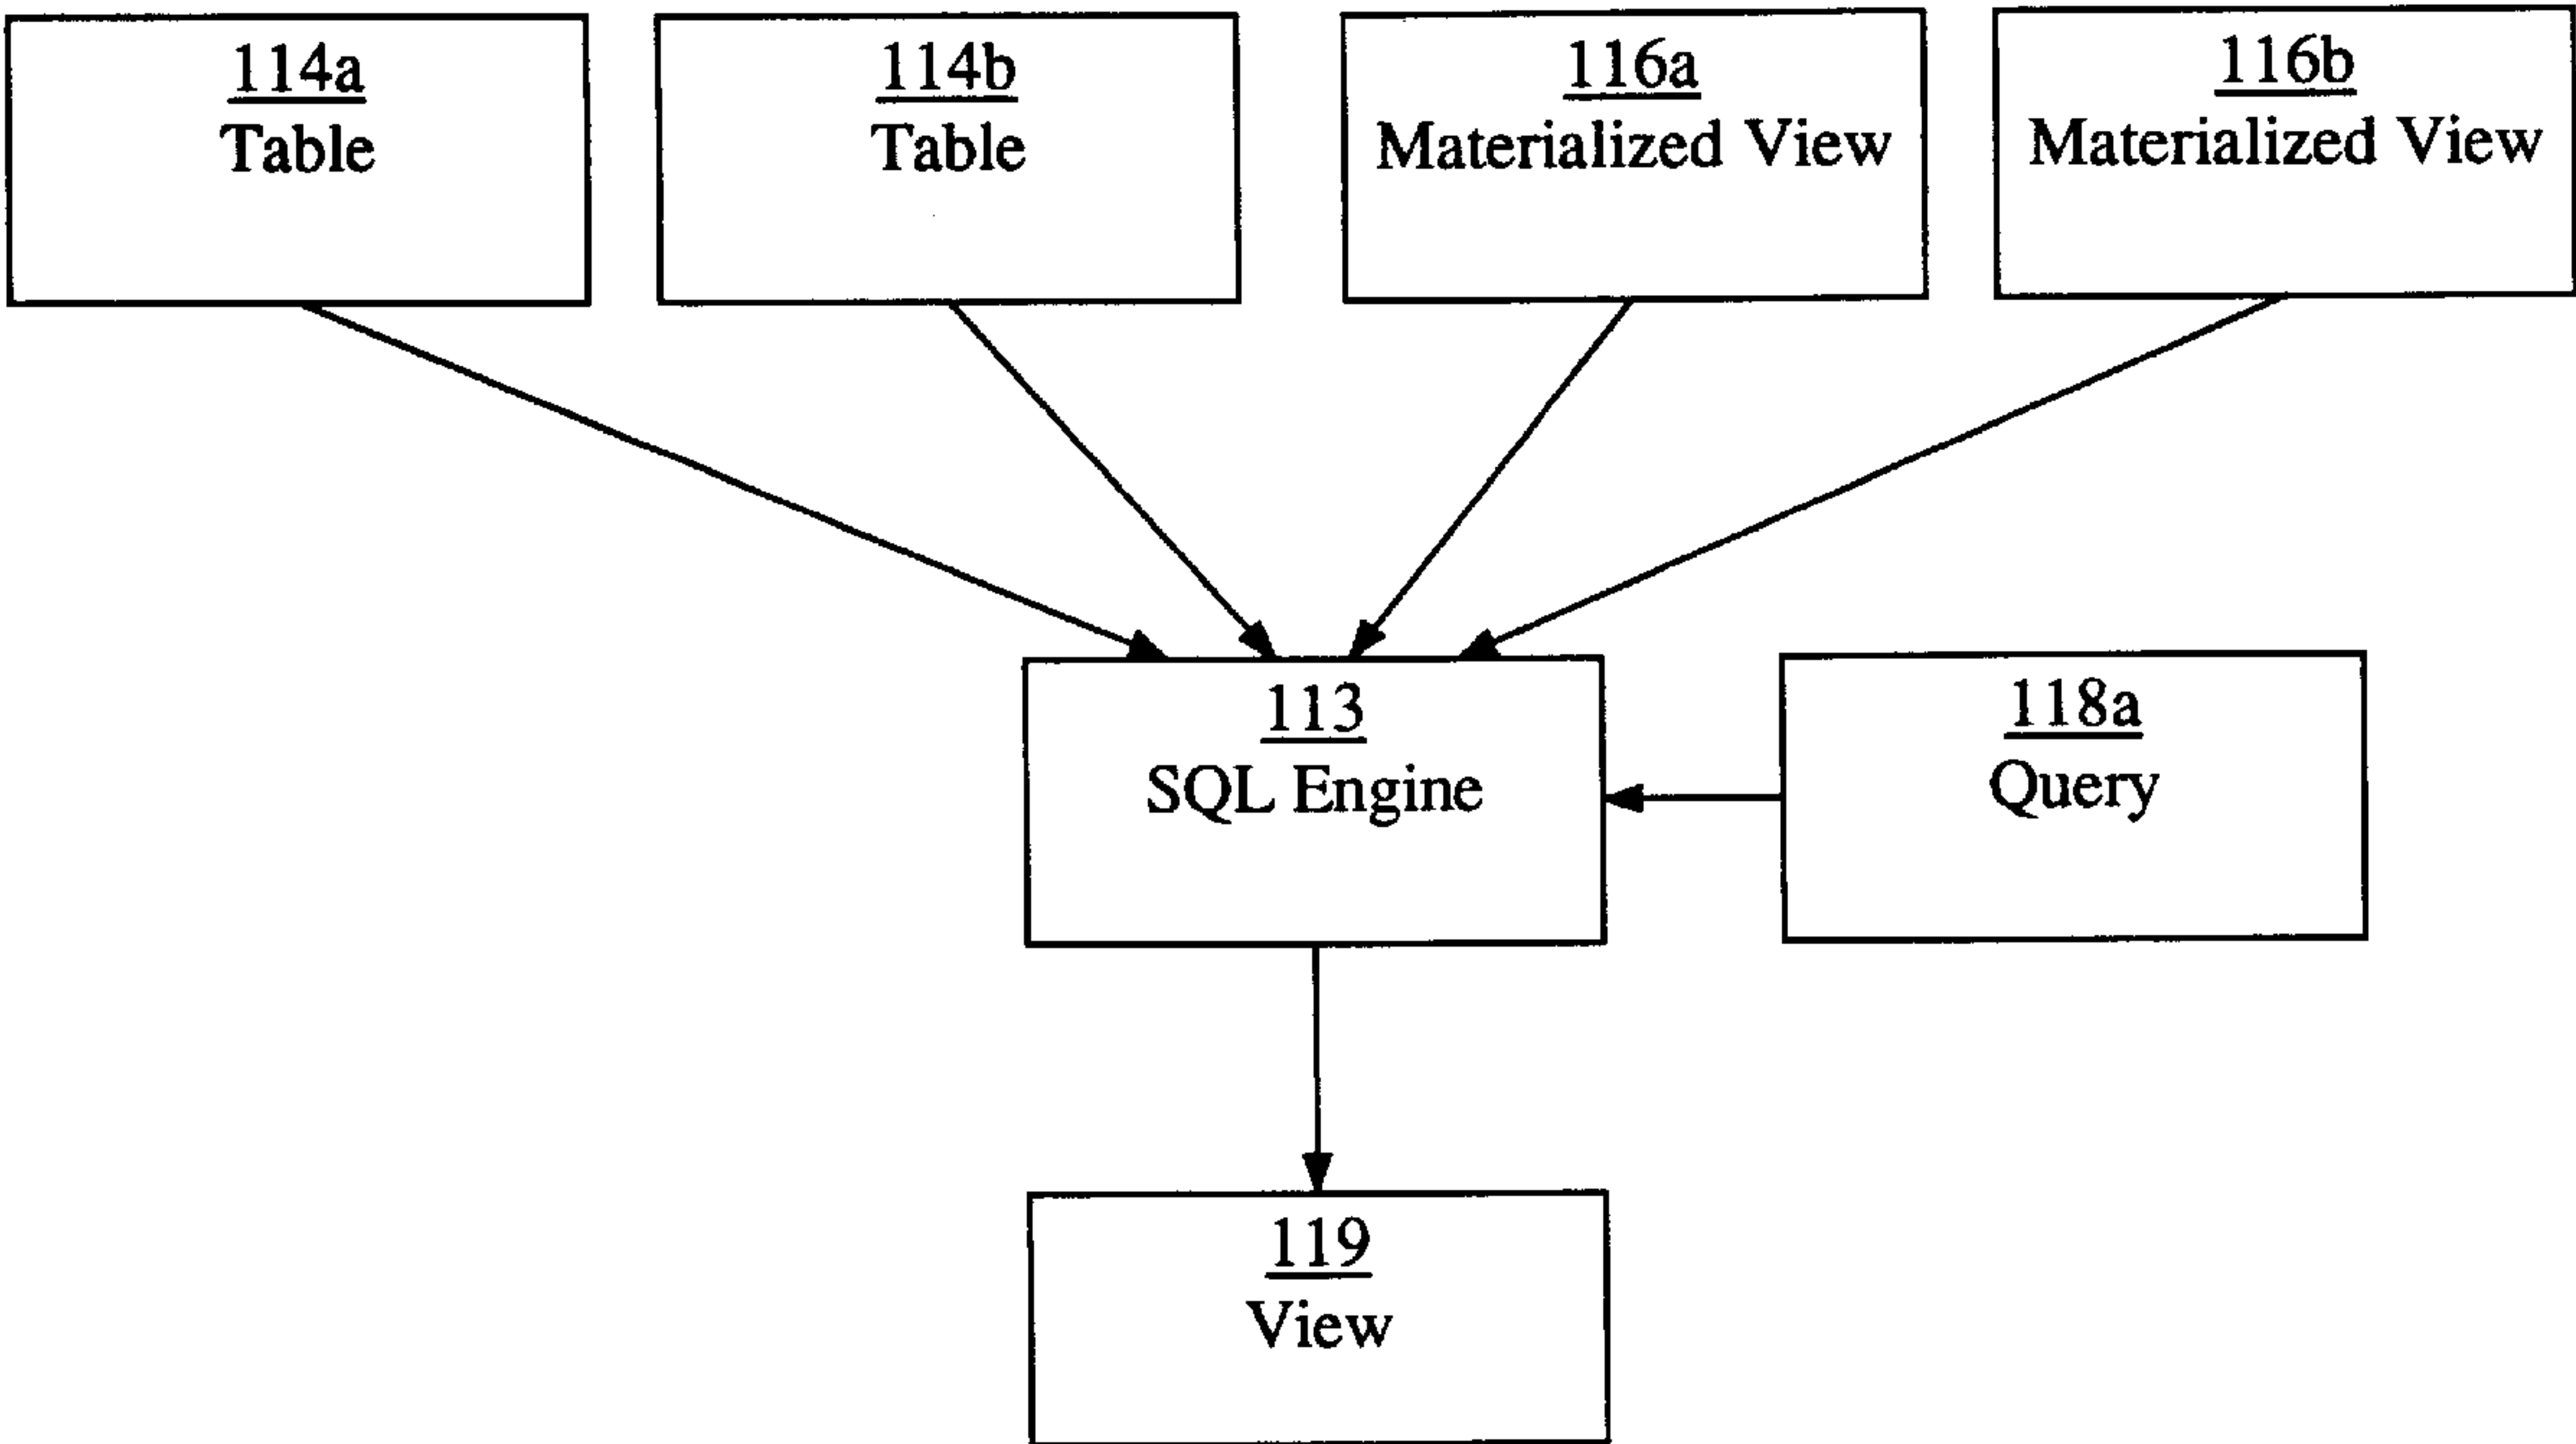 114a
Table
114b
Table
116a
Materialized View
116b
Materialized View
113
SQL Engine
118a
Query
119
View